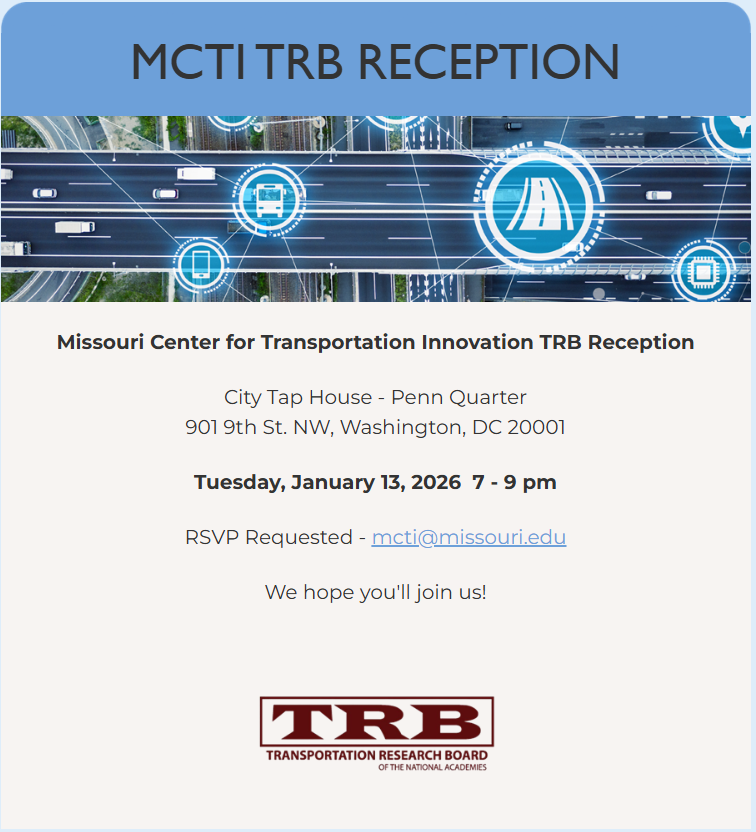 MCTI TRB RECEPTION
Missouri Center for Transportation Innovation TRB Reception
City Tap House - Penn Quarter
901 9th St. NW, Washington, DC 20001
Tuesday, January 13, 2026  7 - 9 pm
RSVP Requested - mcti@missouri.edu
We hope you'll join us!
TRB
TRANSPORTATION RESEARCH BOARD
OF THE NATIONAL ACADEMIES